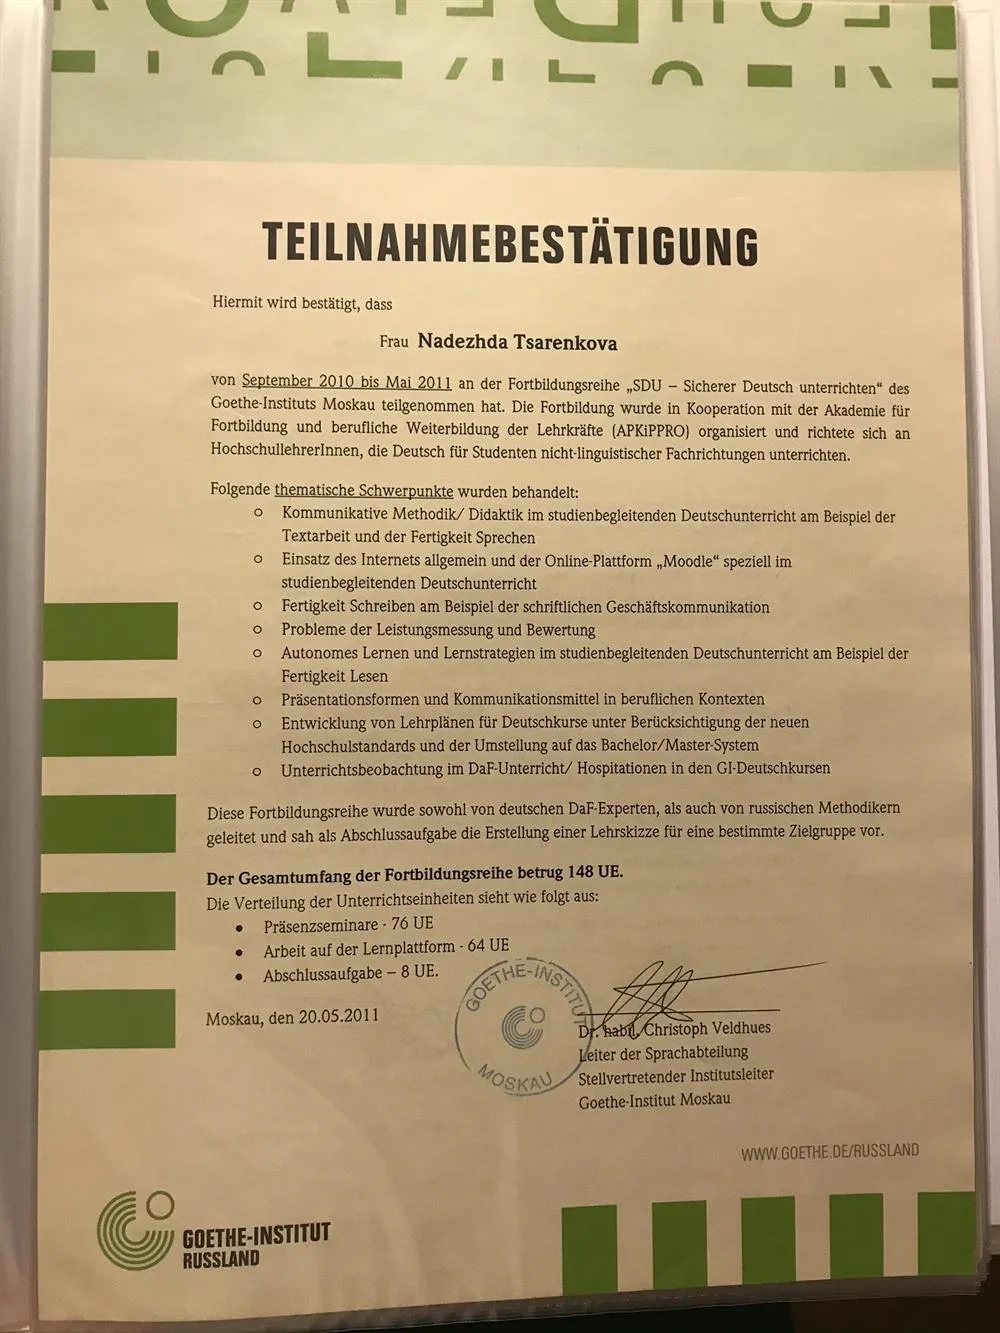 TEILNAHMEBESTÄTIGUNG
Hiermit wird bestätigt, dass
Frau Nadezhda Tsarenkova
von September 2010 bis Mai 2011 an der Fortbildungsreihe „SDU – Sicherer Deutsch unterrichten“ des
Goethe-Instituts Moskau teilgenommen hat. Die Fortbildung wurde in Kooperation mit der Akademie für
Fortbildung und berufliche Weiterbildung der Lehrkräfte (APKiPPRO) organisiert und richtete sich an
HochschullehrerInnen, die Deutsch für Studenten nicht-linguistischer Fachrichtungen unterrichten.
Folgende thematische Schwerpunkte wurden behandelt:
o Kommunikative Methodik/ Didaktik im studienbegleitenden Deutschunterricht am Beispiel der
Textarbeit und der Fertigkeit Sprechen
o Einsatz des Internets allgemein und der Online-Plattform „Moodle“ speziell im
studienbegleitenden Deutschunterricht
o Fertigkeit Schreiben am Beispiel der schriftlichen Geschäftskommunikation
o Probleme der Leistungsmessung und Bewertung
o Autonomes Lernen und Lernstrategien im studienbegleitenden Deutschunterricht am Beispiel der
Fertigkeit Lesen
o Präsentationsformen und Kommunikationsmittel in beruflichen Kontexten
o Entwicklung von Lehrplänen für Deutschkurse unter Berücksichtigung der neuen
Hochschulstandards und der Umstellung auf das Bachelor/Master-System
o Unterrichtsbeobachtung im DaF-Unterricht/ Hospitationen in den GI-Deutschkursen
Diese Fortbildungsreihe wurde sowohl von deutschen DaF-Experten, als auch von russischen Methodikern
geleitet und sah als Abschlussaufgabe die Erstellung einer Lehrskizze für eine bestimmte Zielgruppe vor.
Der Gesamtumfang der Fortbildungsreihe betrug 148 UE.
Die Verteilung der Unterrichtseinheiten sieht wie folgt aus:
• Präsenzseminare - 76 UE
• Arbeit auf der Lernplattform - 64 UE
• Abschlussaufgabe – 8 UE.
GOETHE-INSTITUT
MOSKAU
Moskau, den 20.05.2011
Dr. habil. Christoph Veldhues
Leiter der Sprachabteilung
Stellvertretender Institutsleiter
Goethe-Institut Moskau
WWW.GOETHE.DE/RUSSLAND
GOETHE-INSTITUT
RUSSLAND